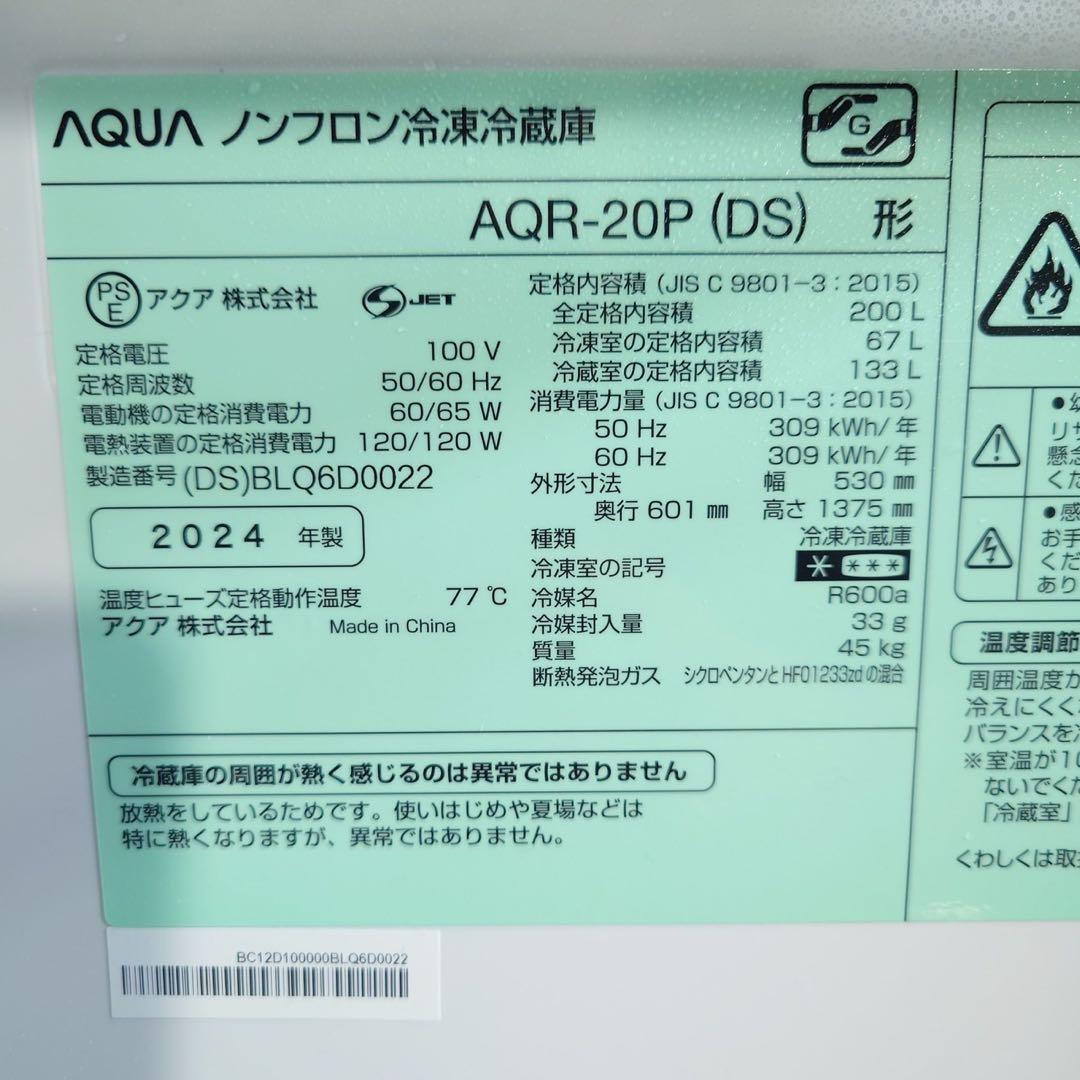 AQUA ノンフロン冷凍冷蔵庫
G
AQR-20P (DS) 形
PSE アクア 株式会社 S JET
定格電圧 100 V
定格周波数 50/60 Hz
電動機の定格消費電力 60/65 W
電熱装置の定格消費電力 120/120 W
製造番号 (DS)BLQ6D0022
2024 年製
温度ヒューズ定格動作温度 77 ℃
アクア 株式会社 Made in China
定格内容積 (JIS C 9801-3:2015)
全定格内容積 200 L
冷凍室の定格内容積 67 L
冷蔵室の定格内容積 133 L
消費電力量 (JIS C 9801-3:2015)
50 Hz 309 kWh/年
60 Hz 309 kWh/年
外形寸法 幅 530 ㎜
奥行 601 ㎜ 高さ 1375 ㎜
種類 冷凍冷蔵庫
冷凍室の記号 * ***
冷媒名 R600a
冷媒封入量 33 g
質量 45 kg
断熱発泡ガス シクロペンタンとHFO1233zdの混合
冷蔵庫の周囲が熱く感じるのは異常ではありません
放熱をしているためです。使いはじめや夏場などは
特に熱くなりますが、異常ではありません。
リサ
懸念
くた
●感
お手
くだ
あり
温度調節
周囲温度が
冷えにくく
バランスを
※室温が10
ないでくだ
「冷蔵室」
くわしくは取
BC12D100000BLQ6D0022